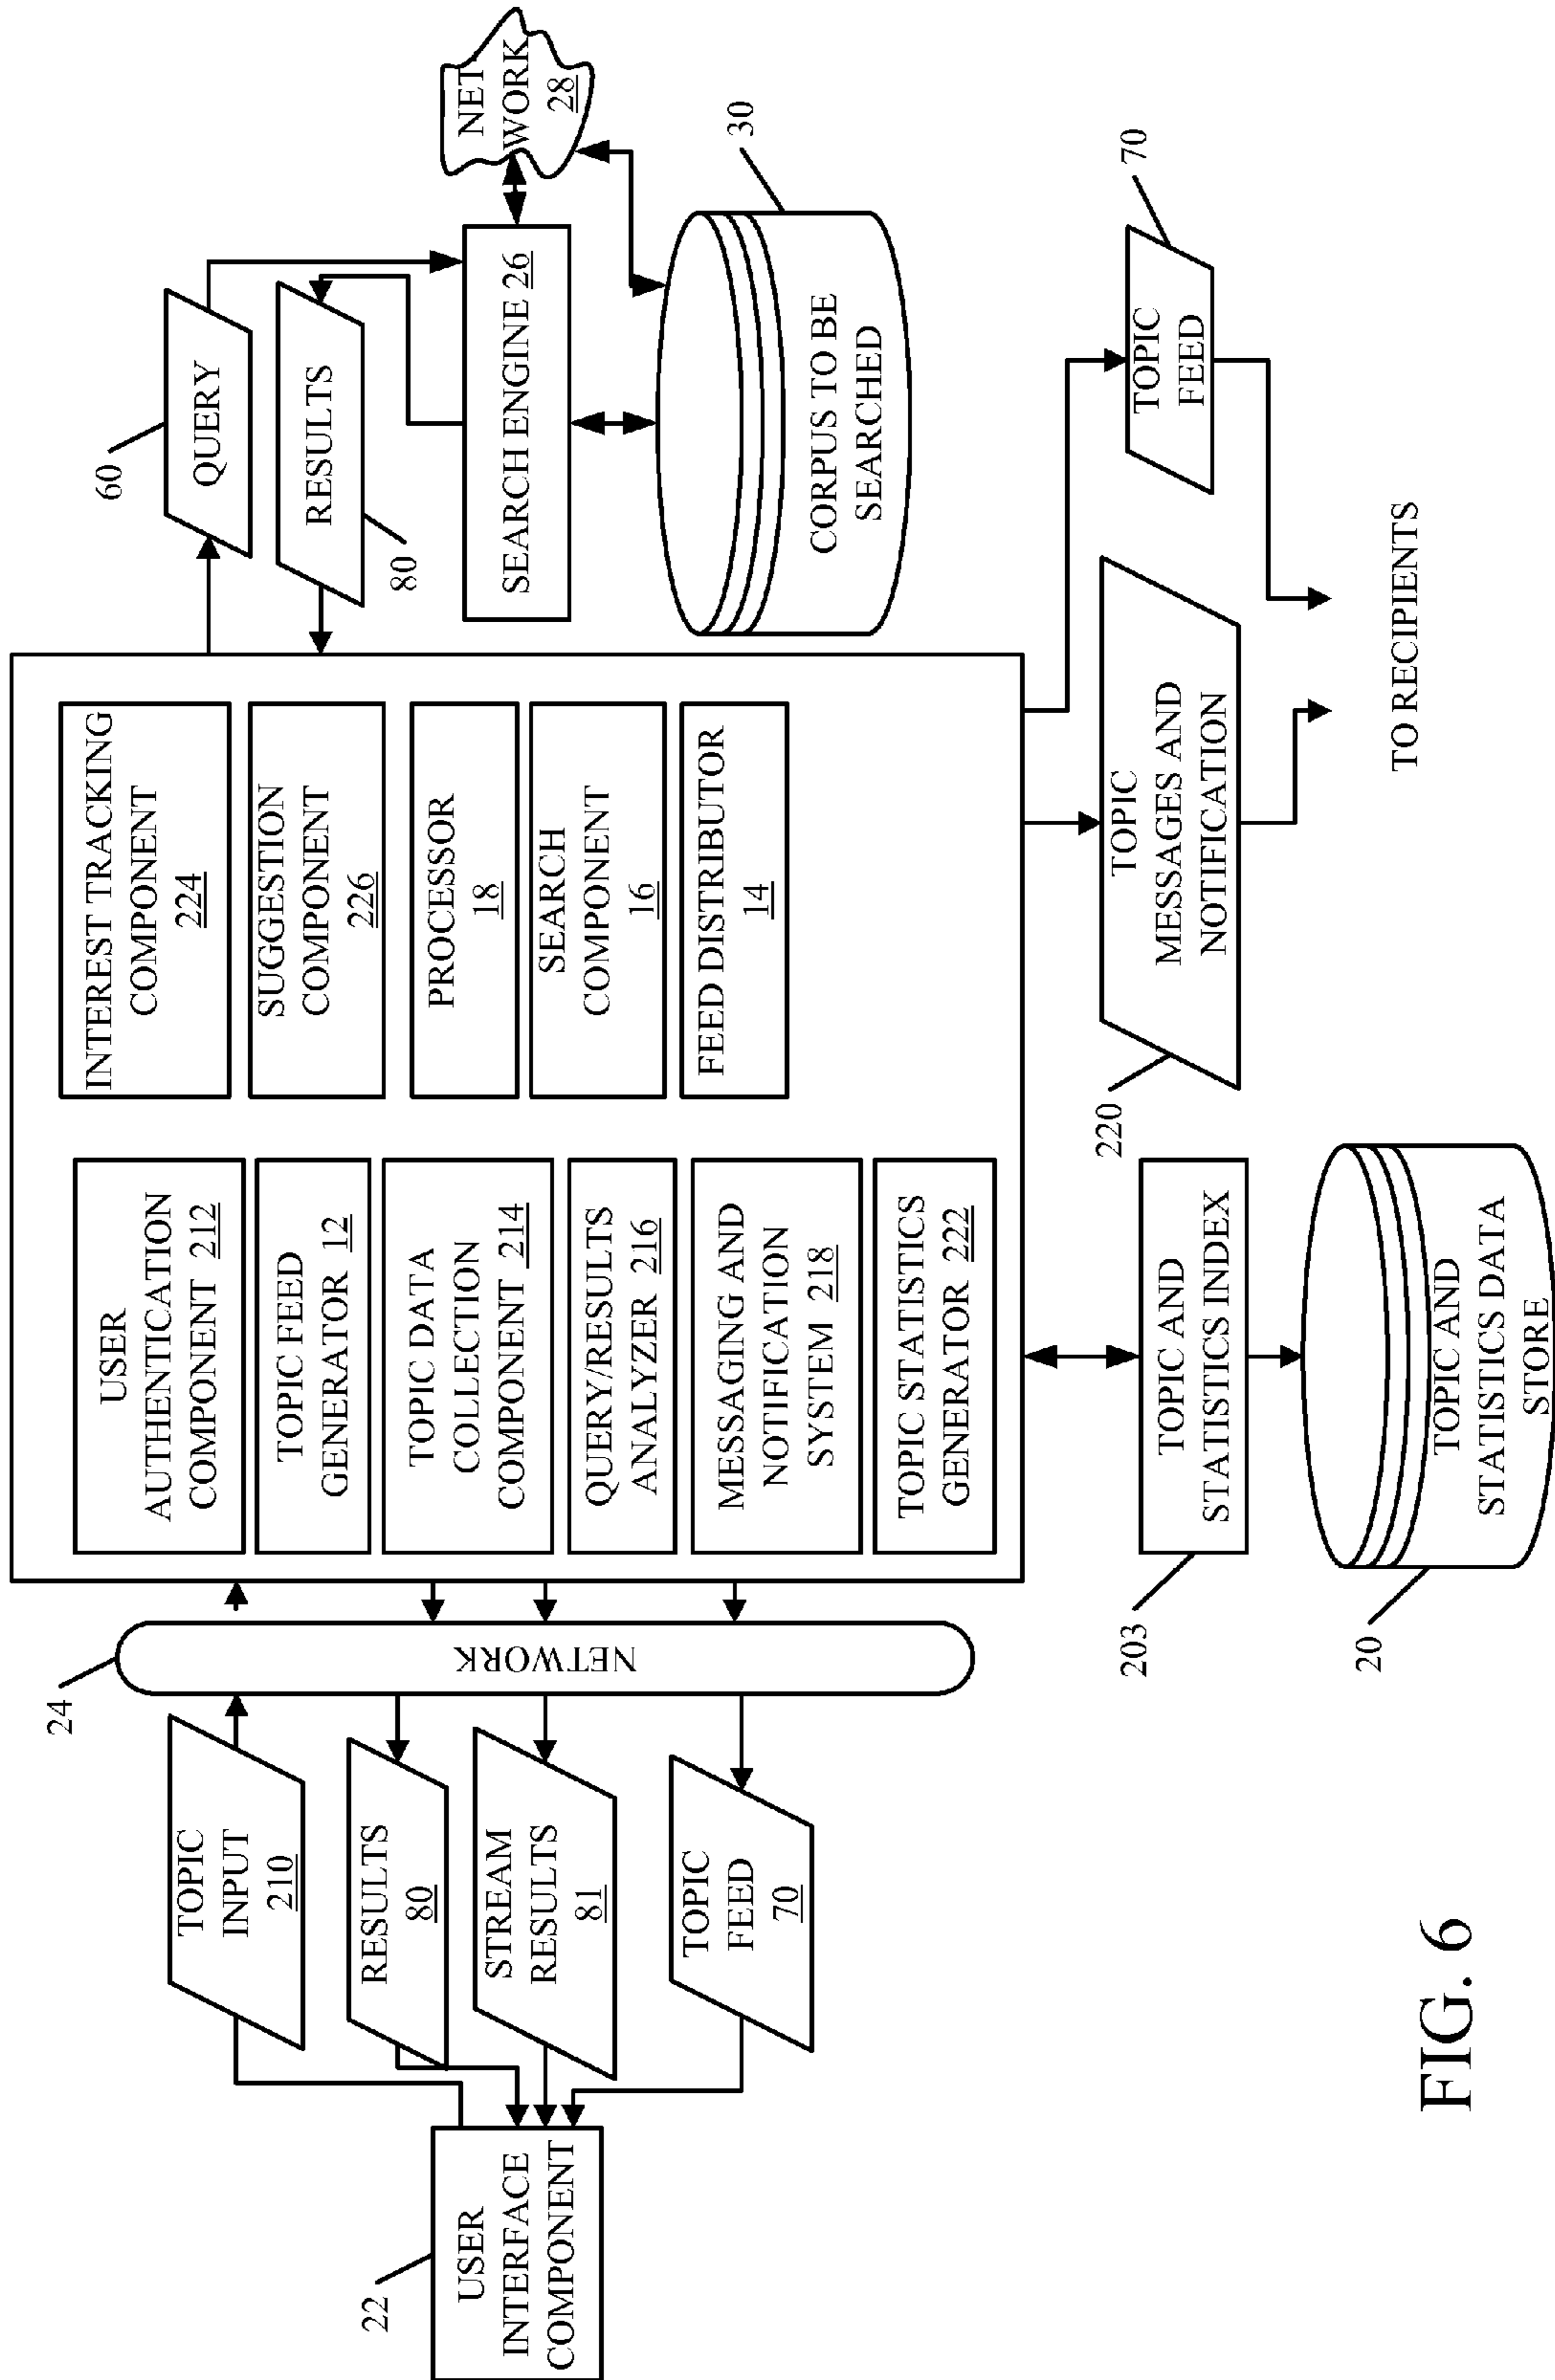 22
USER
INTERFACE
COMPONENT
TOPIC
INPUT
210
RESULTS
80
STREAM
RESULTS
81
TOPIC
FEED
70
24
NETWORK
USER
AUTHENTICATION
COMPONENT 212
TOPIC FEED
GENERATOR 12
TOPIC DATA
COLLECTION
COMPONENT 214
QUERY/RESULTS
ANALYZER 216
MESSAGING AND
NOTIFICATION
SYSTEM 218
TOPIC STATISTICS
GENERATOR 222
INTEREST TRACKING
COMPONENT
224
SUGGESTION
COMPONENT
226
PROCESSOR
18
SEARCH
COMPONENT
16
FEED DISTRIBUTOR
14
60
QUERY
RESULTS
80
SEARCH ENGINE 26
NET
WORK
28
30
CORPUS TO BE
SEARCHED
203
TOPIC AND
STATISTICS INDEX
20
TOPIC AND
STATISTICS DATA
STORE
220
TOPIC
MESSAGES AND
NOTIFICATION
70
TOPIC
FEED
TO RECIPIENTS
FIG. 6